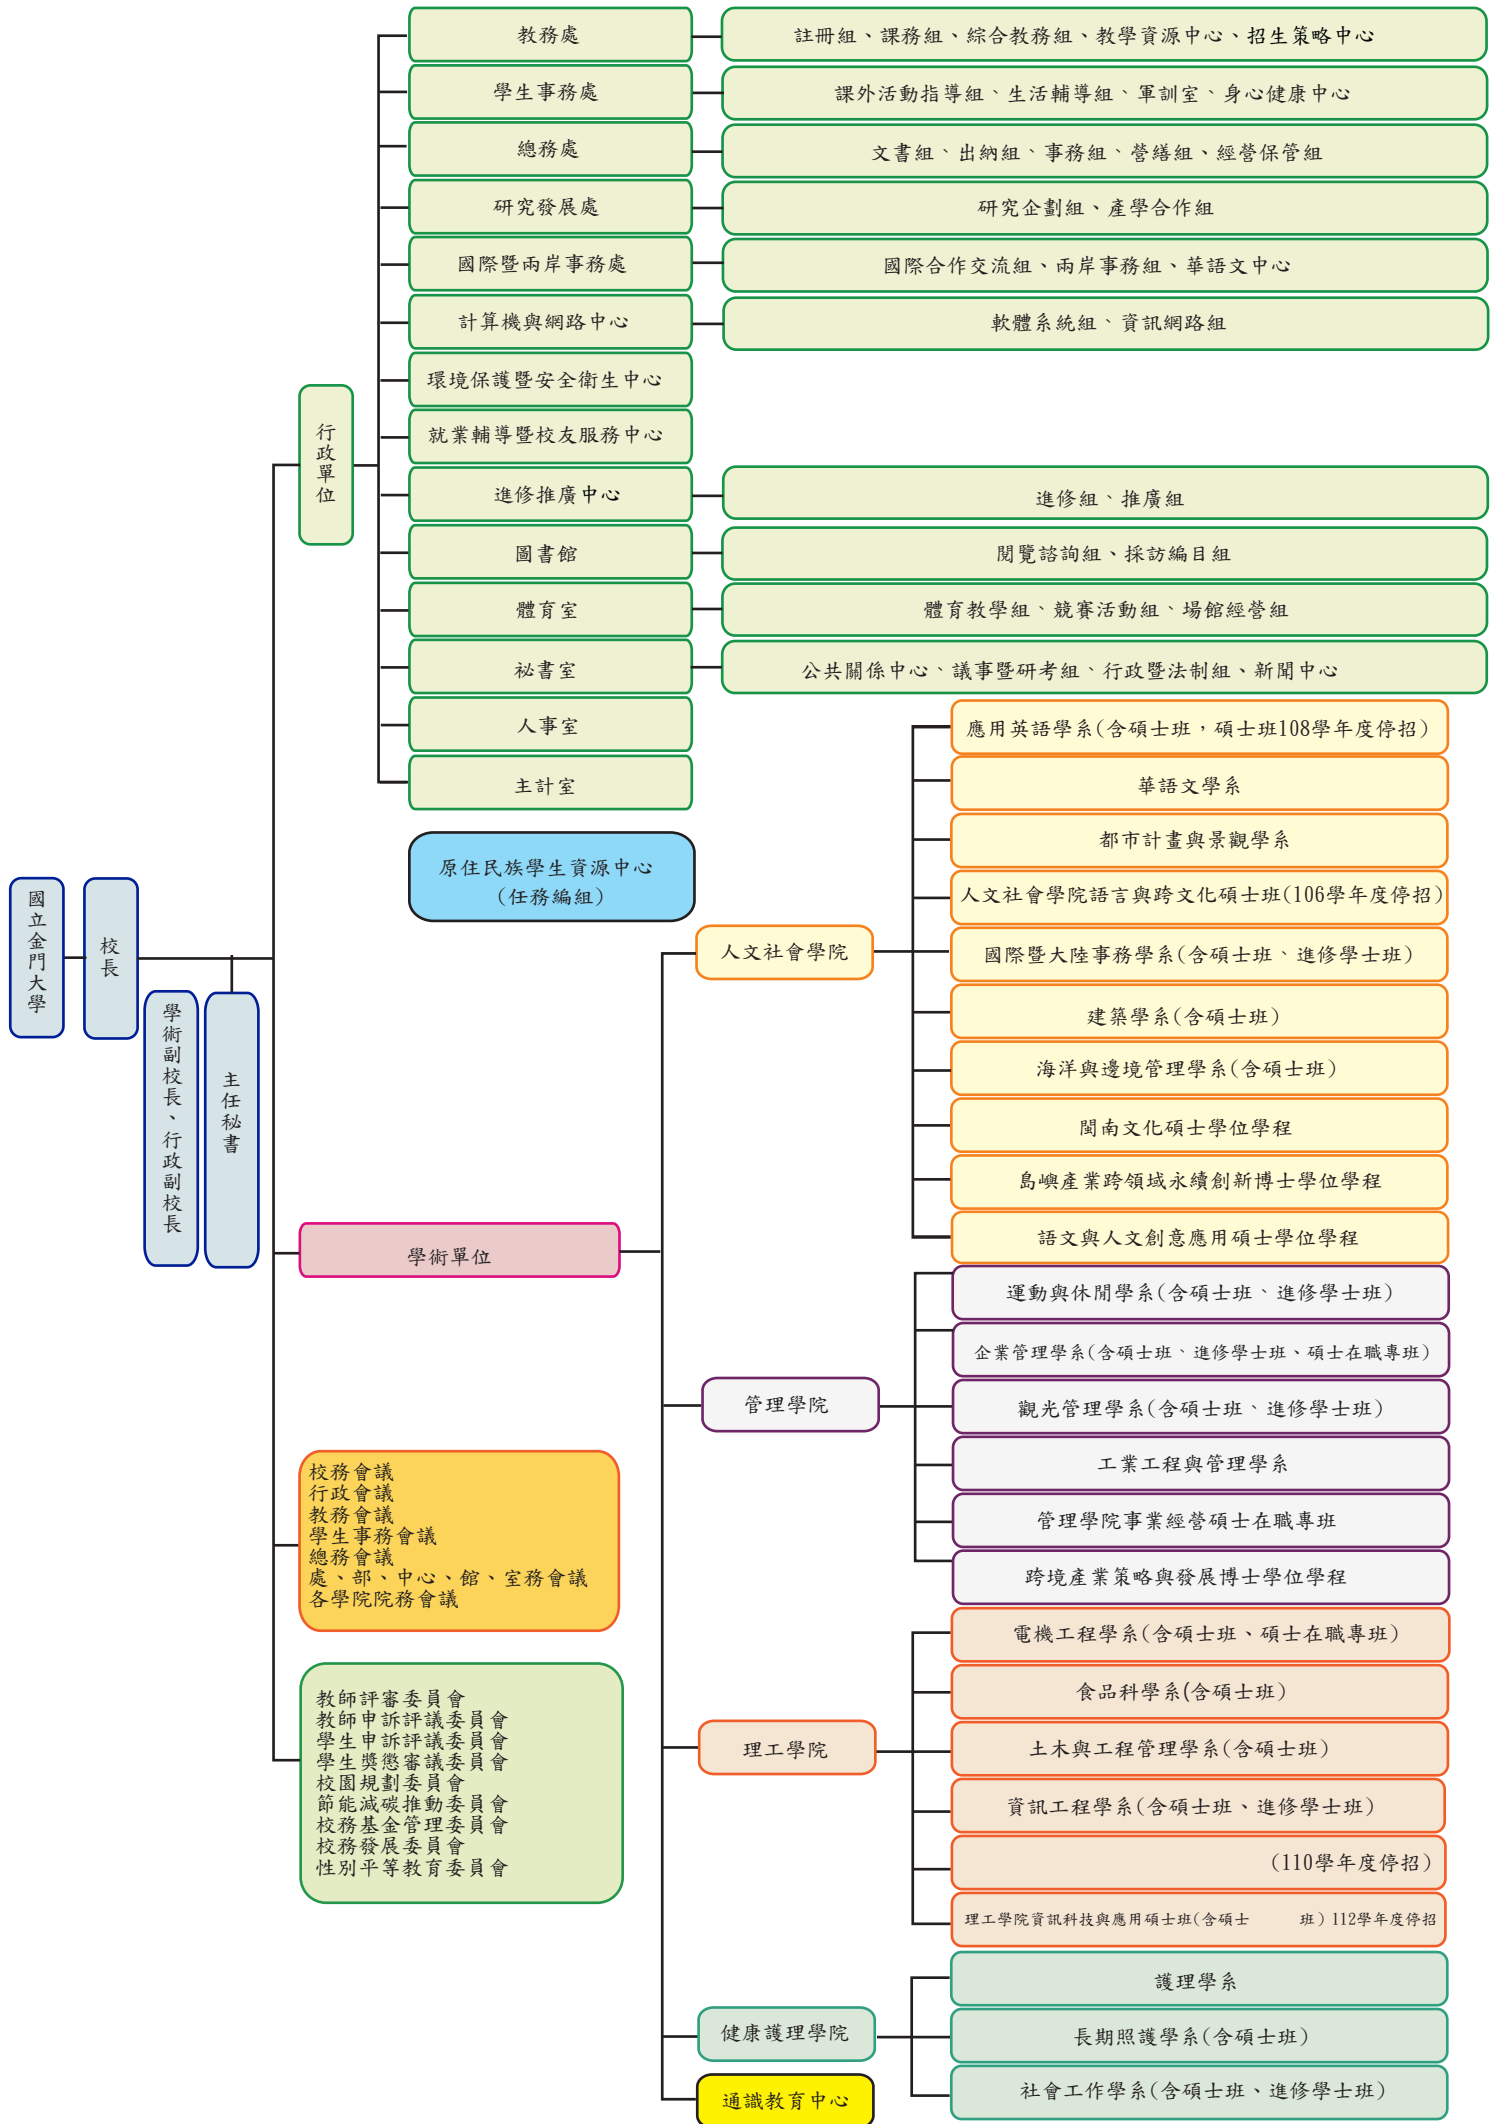 國立金門大學
校長
學術副校長、行政副校長
主任秘書
行政單位
教務處
註冊組、課務組、綜合教務組、教學資源中心、招生策略中心
學生事務處
課外活動指導組、生活輔導組、軍訓室、身心健康中心
總務處
文書組、出納組、事務組、營繕組、經營保管組
研究發展處
研究企劃組、產學合作組
國際暨兩岸事務處
國際合作交流組、兩岸事務組、華語文中心
計算機與網路中心
軟體系統組、資訊網路組
環境保護暨安全衛生中心
就業輔導暨校友服務中心
進修推廣中心
進修組、推廣組
圖書館
閱覽諮詢組、採訪編目組
體育室
體育教學組、競賽活動組、場館經營組
祕書室
公共關係中心、議事暨研考組、行政暨法制組、新聞中心
人事室
主計室
原住民族學生資源中心
(任務編組)
學術單位
人文社會學院
應用英語學系(含碩士班，碩士班108學年度停招)
華語文學系
都市計畫與景觀學系
人文社會學院語言與跨文化碩士班(106學年度停招)
國際暨大陸事務學系(含碩士班、進修學士班)
建築學系(含碩士班)
海洋與邊境管理學系(含碩士班)
閩南文化碩士學位學程
島嶼產業跨領域永續創新博士學位學程
語文與人文創意應用碩士學位學程
管理學院
運動與休閒學系(含碩士班、進修學士班)
企業管理學系(含碩士班、進修學士班、碩士在職專班)
觀光管理學系(含碩士班、進修學士班)
工業工程與管理學系
管理學院事業經營碩士在職專班
跨境產業策略與發展博士學位學程
理工學院
電機工程學系(含碩士班、碩士在職專班)
食品科學系(含碩士班)
土木與工程管理學系(含碩士班)
資訊工程學系(含碩士班、進修學士班)
(110學年度停招)
理工學院資訊科技與應用碩士班(含碩士 班) 112學年度停招
健康護理學院
護理學系
長期照護學系(含碩士班)
社會工作學系(含碩士班、進修學士班)
通識教育中心
校務會議
行政會議
教務會議
學生事務會議
總務會議
處、部、中心、館、室務會議
各學院院務會議
教師評審委員會
教師申訴評議委員會
學生申訴評議委員會
學生獎懲審議委員會
校園規劃委員會
節能減碳推動委員會
校務基金管理委員會
校務發展委員會
性別平等教育委員會